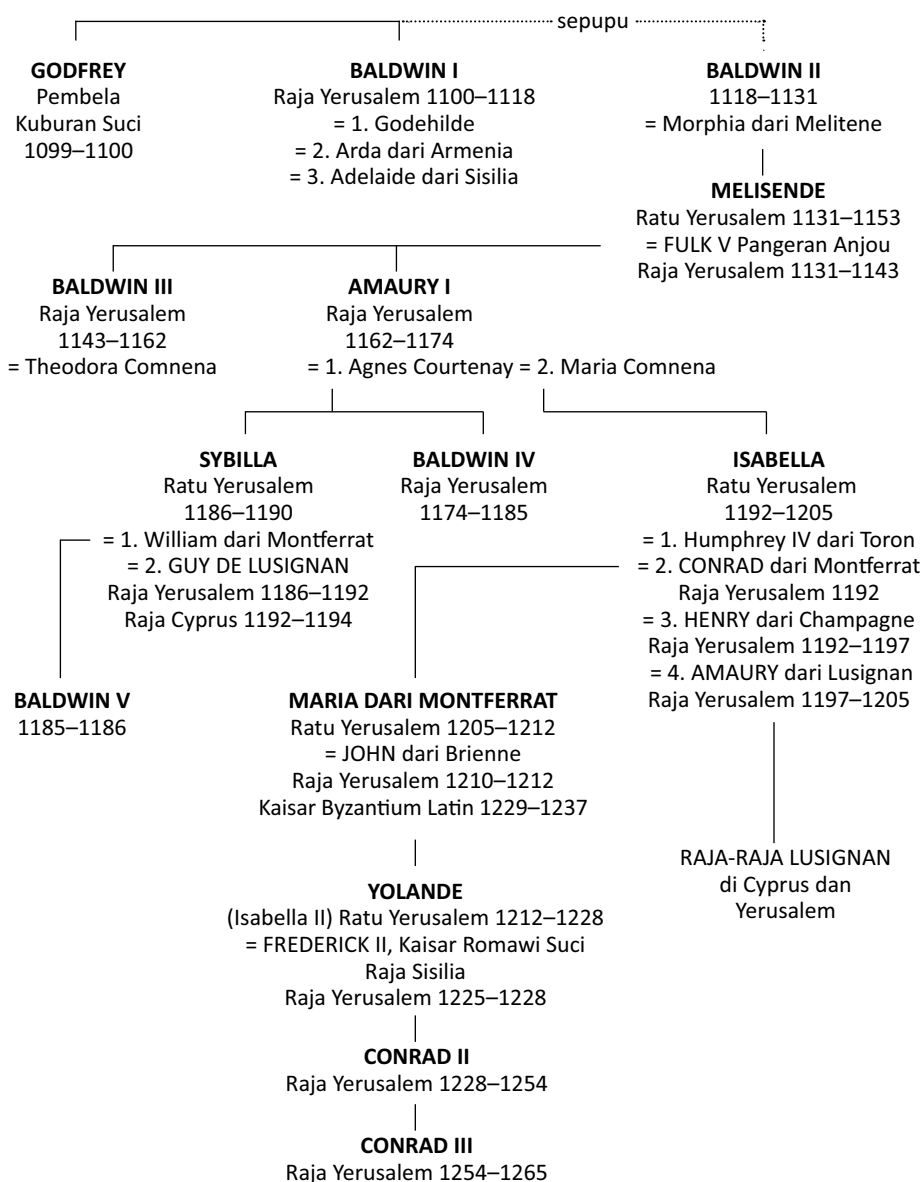 sepupu
GODFREY
Pembela
Kuburan Suci
1099–1100
BALDWIN I
Raja Yerusalem 1100–1118
= 1. Godehilde
= 2. Arda dari Armenia
= 3. Adelaide dari Sisilia
BALDWIN II
1118–1131
= Morphia dari Melitene
MELISENDE
Ratu Yerusalem 1131–1153
= FULK V Pangeran Anjou
Raja Yerusalem 1131–1143
BALDWIN III
Raja Yerusalem
1143–1162
= Theodora Comnena
AMAURY I
Raja Yerusalem
1162–1174
= 1. Agnes Courtenay = 2. Maria Comnena
SYBILLA
Ratu Yerusalem
1186–1190
= 1. William dari Montferrat
= 2. GUY DE LUSIGNAN
Raja Yerusalem 1186–1192
Raja Cyprus 1192–1194
BALDWIN IV
Raja Yerusalem
1174–1185
ISABELLA
Ratu Yerusalem
1192–1205
= 1. Humphrey IV dari Toron
= 2. CONRAD dari Montferrat
Raja Yerusalem 1192
= 3. HENRY dari Champagne
Raja Yerusalem 1192–1197
= 4. AMAURY dari Lusignan
Raja Yerusalem 1197–1205
BALDWIN V
1185–1186
MARIA DARI MONTFERRAT
Ratu Yerusalem 1205–1212
= JOHN dari Brienne
Raja Yerusalem 1210–1212
Kaisar Byzantium Latin 1229–1237
RAJA-RAJA LUSIGNAN
di Cyprus dan
Yerusalem
YOLANDE
(Isabella II) Ratu Yerusalem 1212–1228
= FREDERICK II, Kaisar Romawi Suci
Raja Sisilia
Raja Yerusalem 1225–1228
CONRAD II
Raja Yerusalem 1228–1254
CONRAD III
Raja Yerusalem 1254–1265